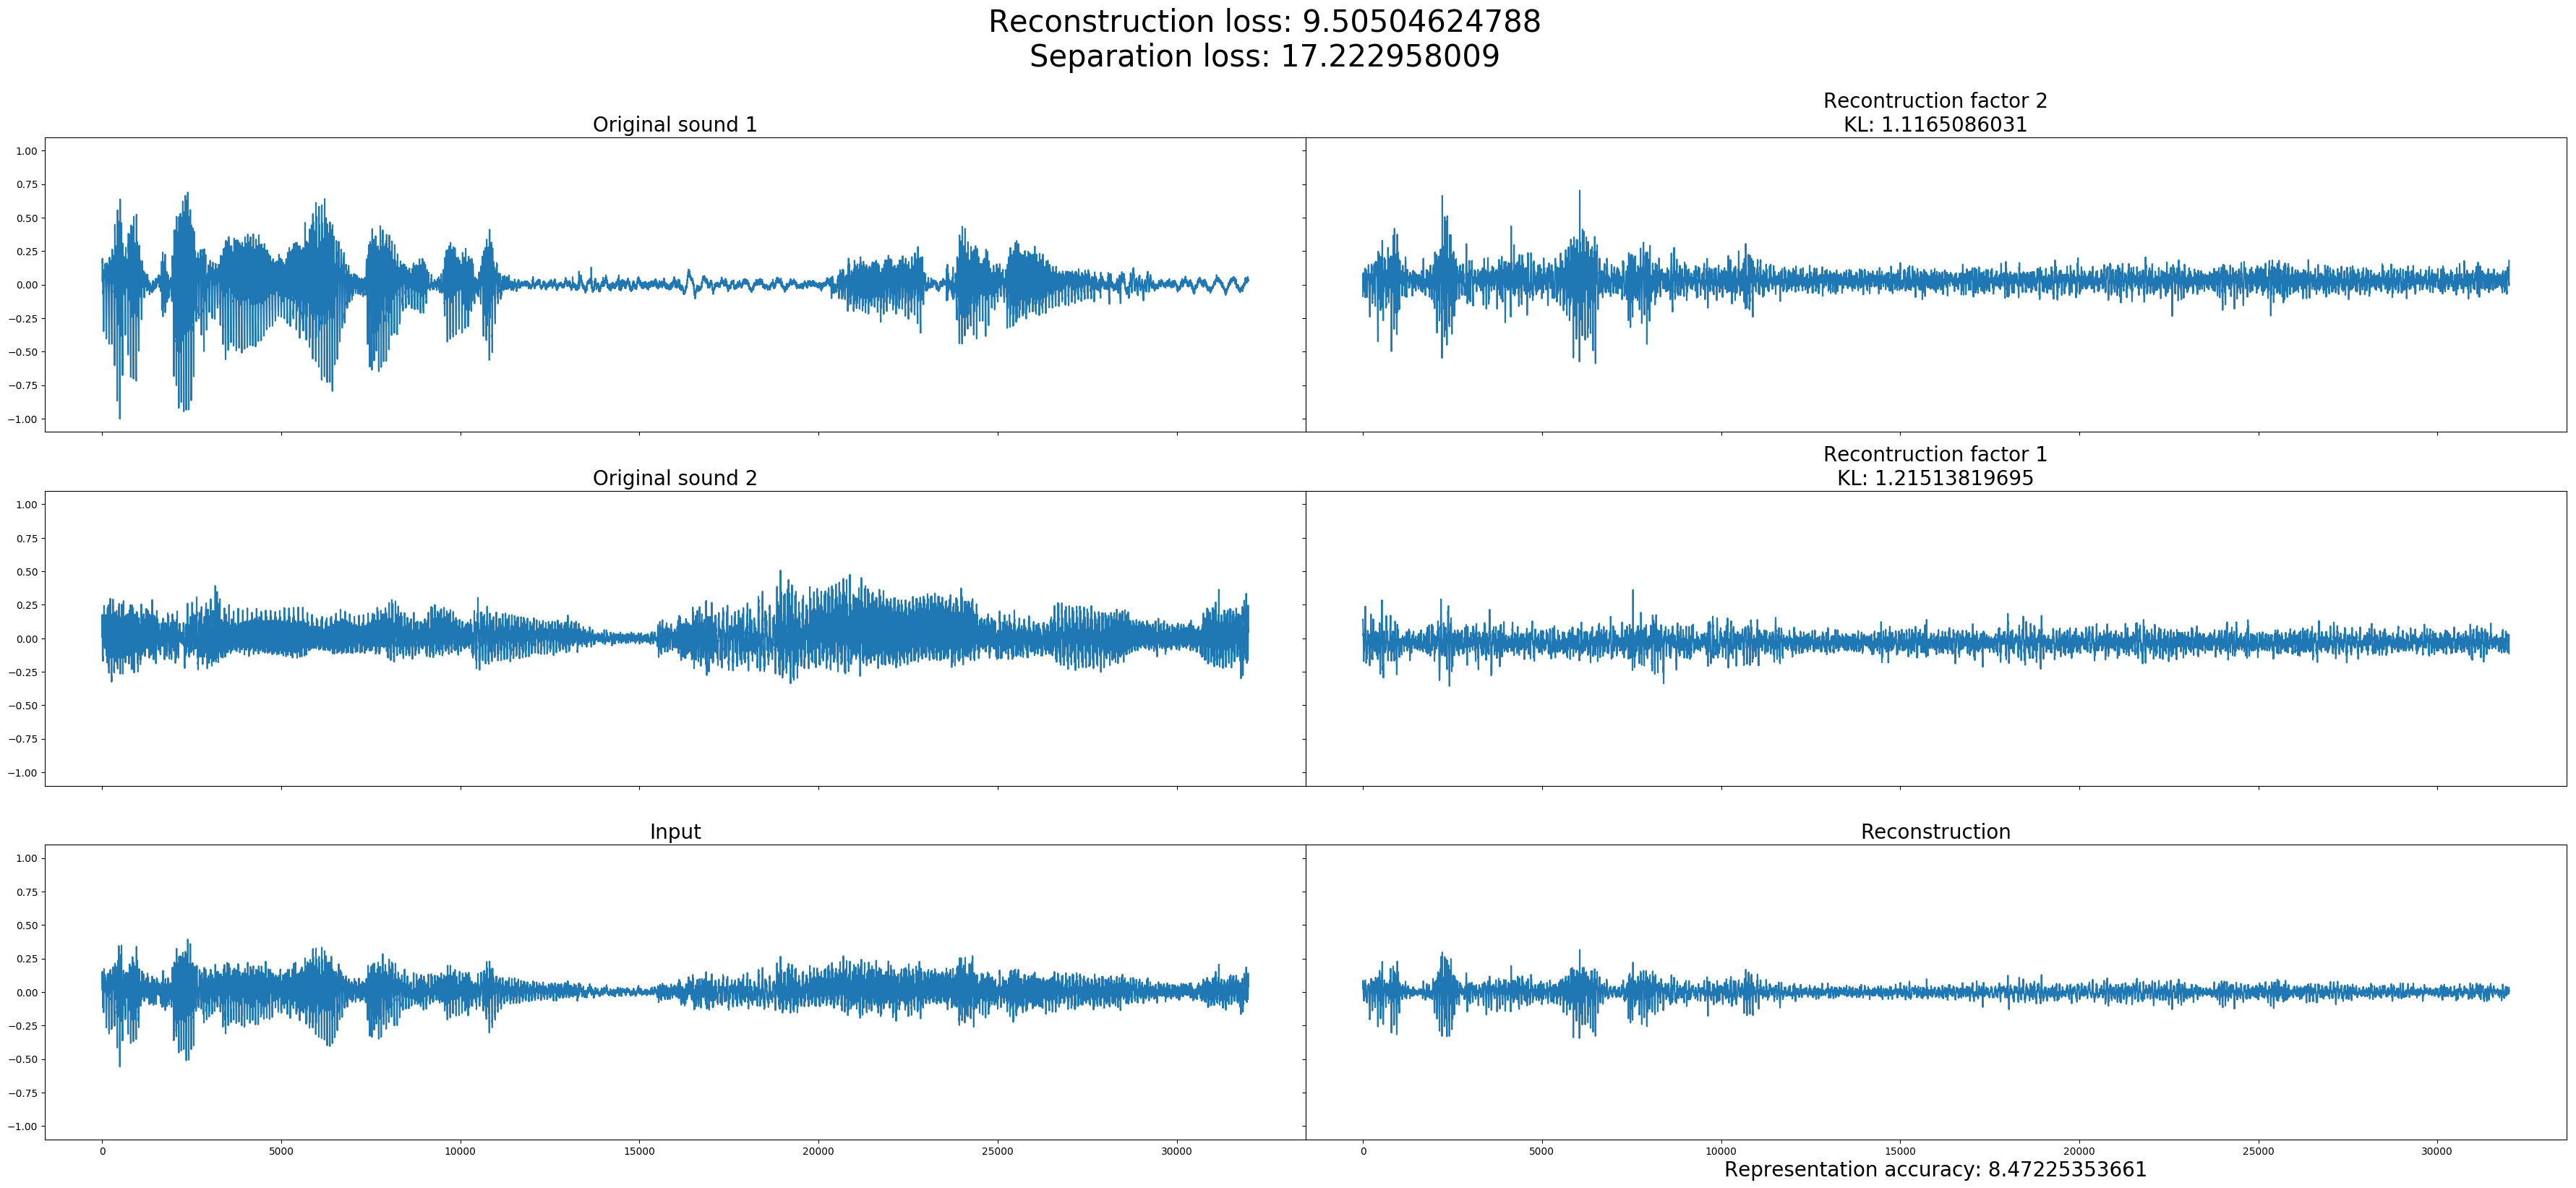 Reconstruction loss: 9.50504624788
Separation loss: 17.222958009
Original sound 1
1.00
0.75
0.50
0.25
0.00
−0.25
−0.50
−0.75
−1.00
Recontruction factor 2
KL: 1.1165086031
Original sound 2
1.00
0.75
0.50
0.25
0.00
−0.25
−0.50
−0.75
−1.00
Recontruction factor 1
KL: 1.21513819695
Input
1.00
0.75
0.50
0.25
0.00
−0.25
−0.50
−0.75
−1.00
0 5000 10000 15000 20000 25000 30000
Reconstruction
0 5000 10000 15000 20000 25000 30000
Representation accuracy: 8.47225353661